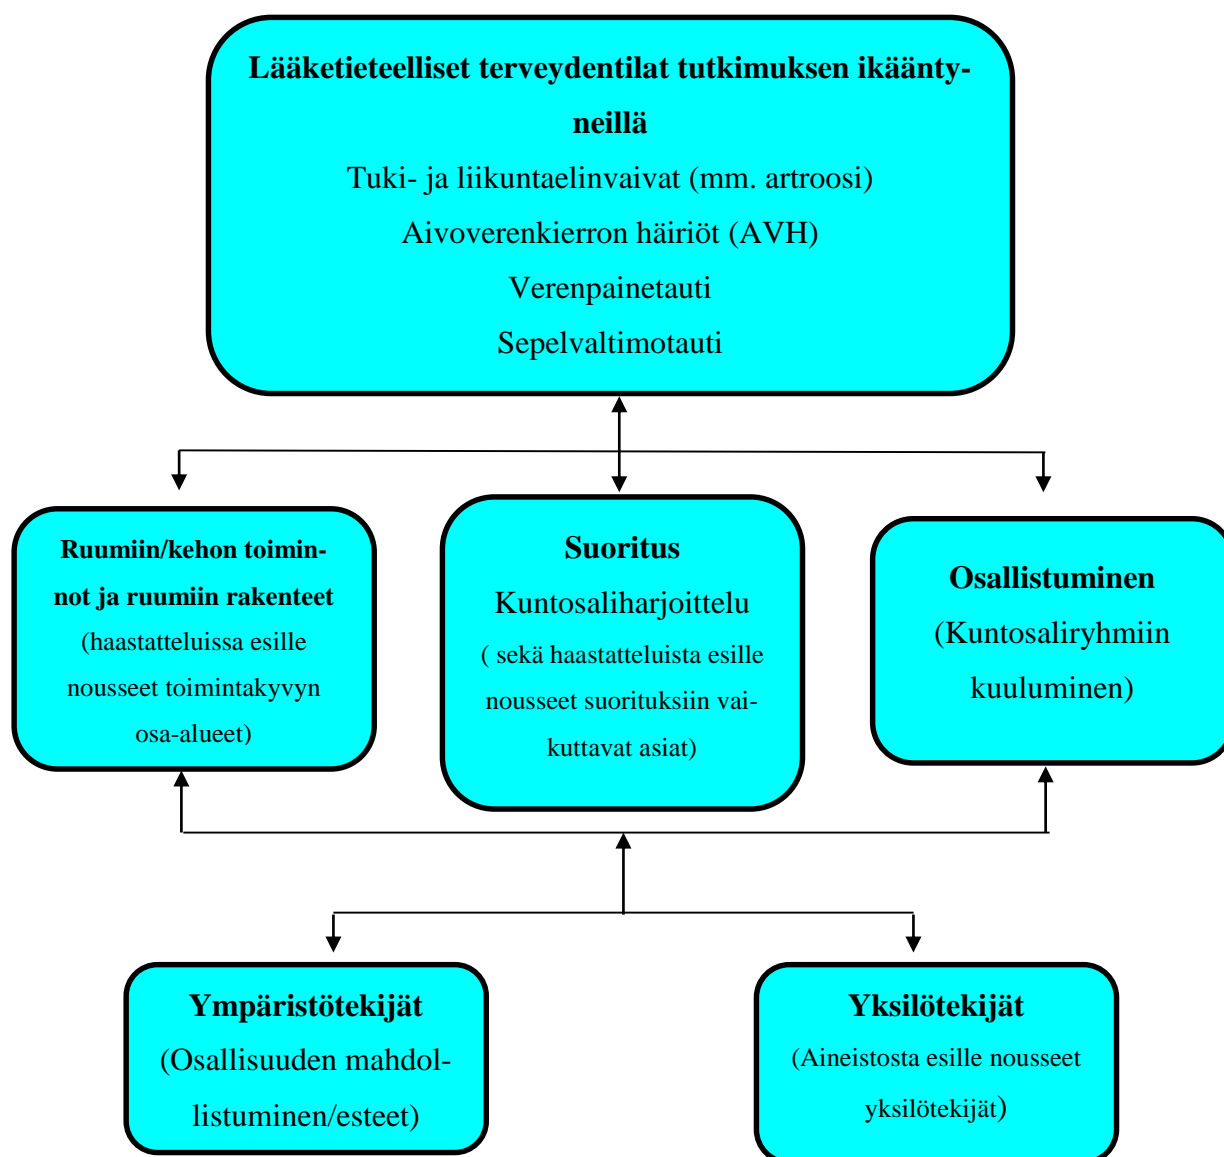 Lääketieteelliset terveydentilat tutkimuksen ikäänty-
neillä
Tuki- ja liikuntaelinvaivat (mm. artroosi)
Aivoverenkierron häiriöt (AVH)
Verenpainetauti
Sepelvaltimotauti
Ruumiin/kehon toimin-
not ja ruumiin rakenteet
(haastatteluissa esille
nousseet toimintakyvyn
osa-alueet)
Suoritus
Kuntosaliharjoittelu
( sekä haastatteluista esille
nousseet suorituksiin vai-
kuttavat asiat)
Osallistuminen
(Kuntosaliryhmiin
kuuluminen)
Ympäristötekijät
(Osallisuuden mahdol-
listuminen/esteet)
Yksilötekijät
(Aineistosta esille nousseet
yksilötekijät)